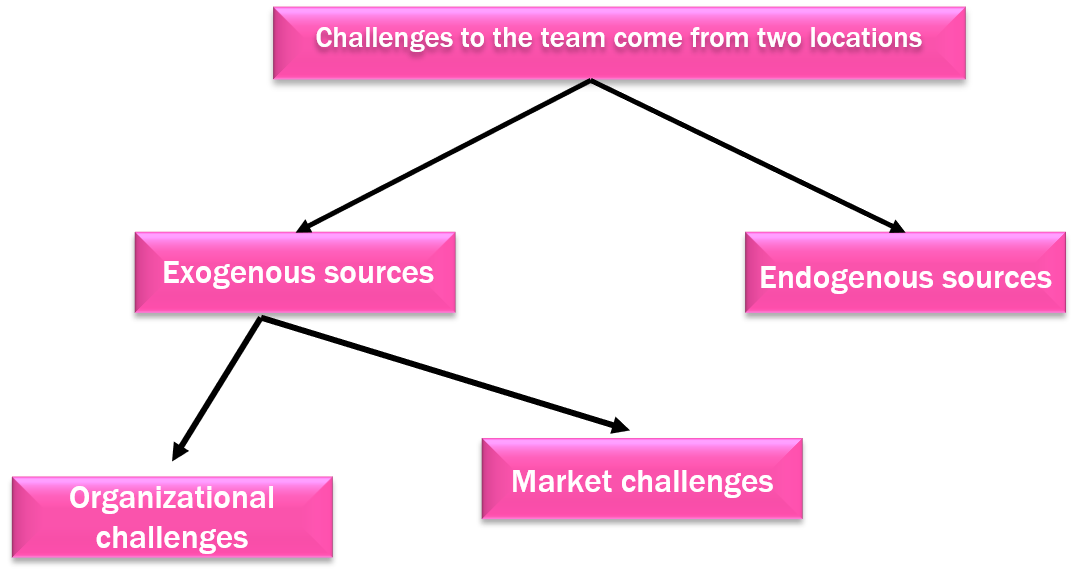 Challenges to the team come from two locations
Exogenous sources
Endogenous sources
Market challenges
Organizational
challenges